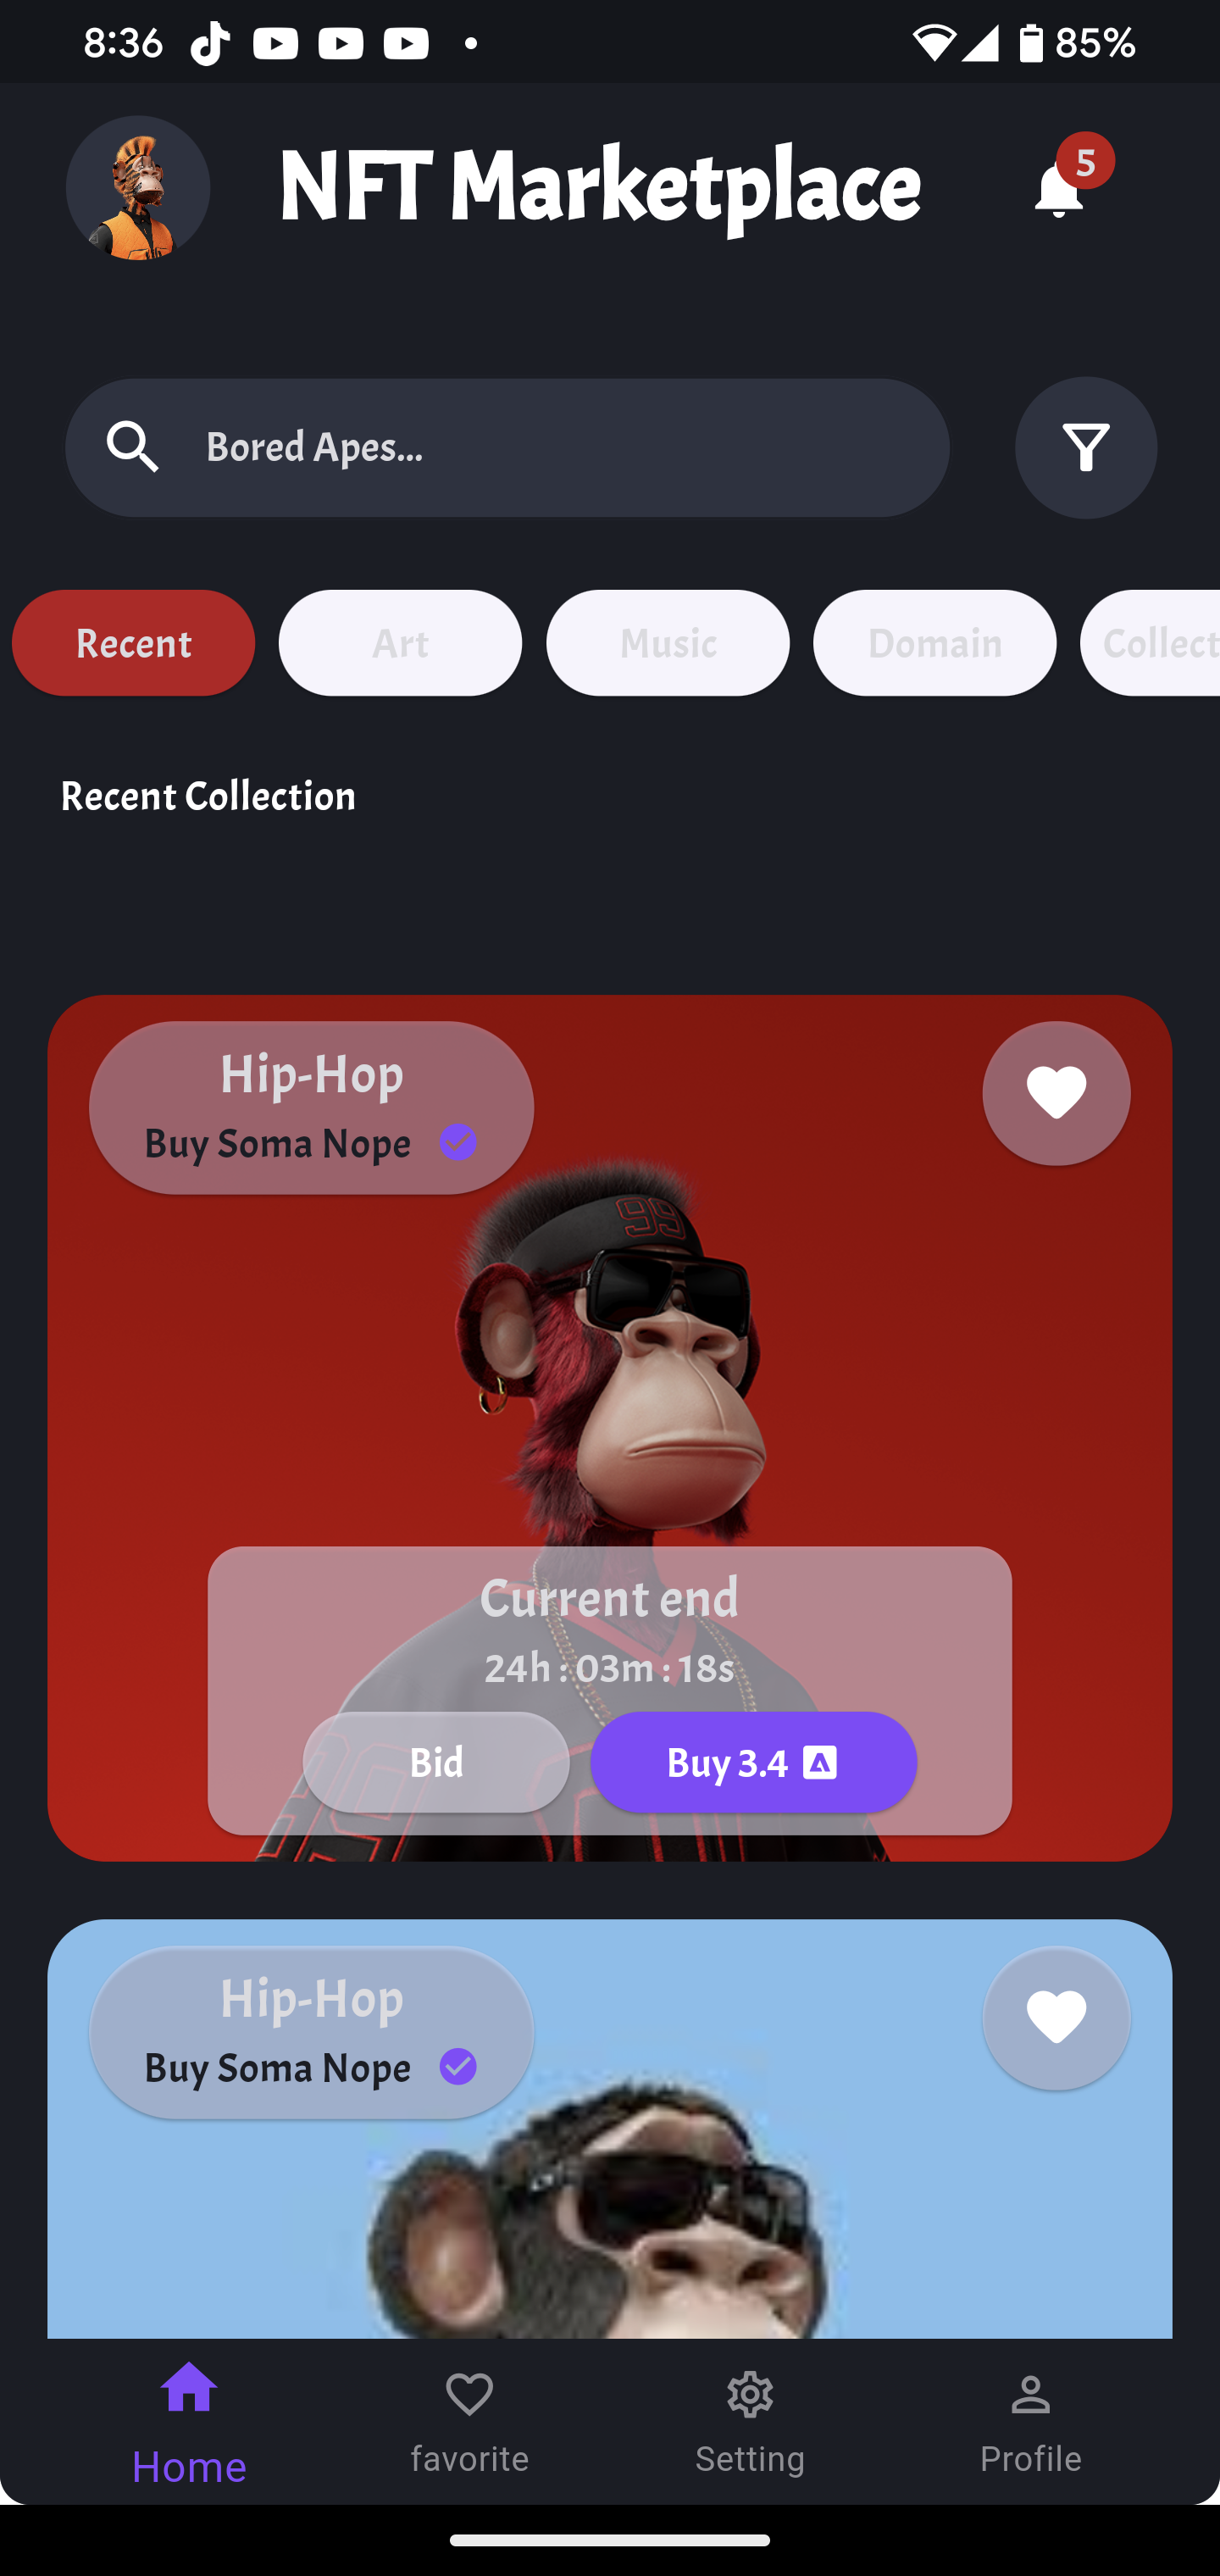 8:36
85%
NFT Marketplace
5
Bored Apes...
Recent
Art
Music
Domain
Collect
Recent Collection
Hip-Hop
Buy Soma Nope
99
Current end
24h : 03m : 18s
Bid
Buy 3.4
99
Hip-Hop
Buy Soma Nope
Home
favorite
Setting
Profile